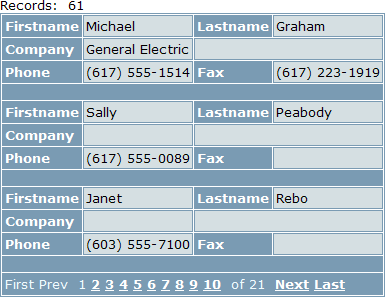 Records: 61
Firstname Michael Lastname Graham
Company General Electric
Phone (617) 555-1514 Fax (617) 223-1919
Firstname Sally Lastname Peabody
Company
Phone (617) 555-0089 Fax
Firstname Janet Lastname Rebo
Company
Phone (603) 555-7100 Fax
First Prev 1 2 3 4 5 6 7 8 9 10 of 21 Next Last